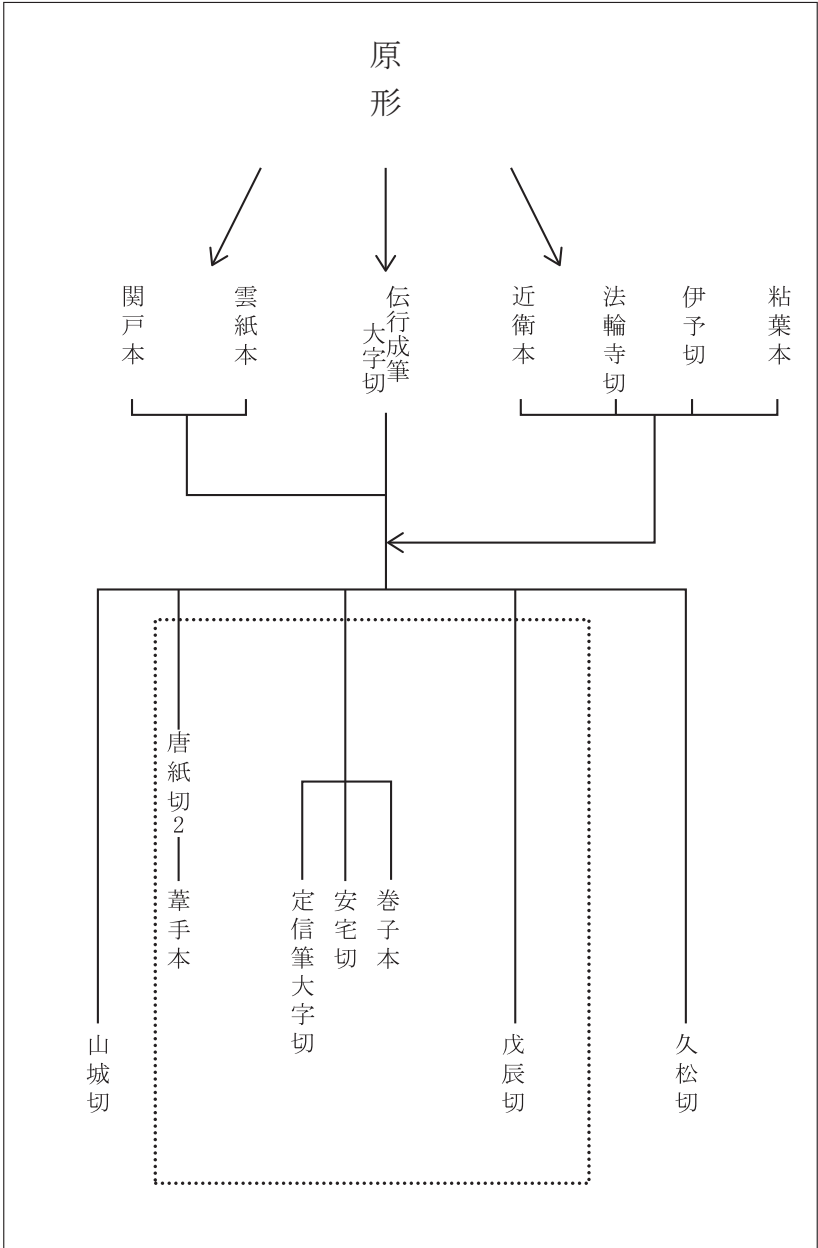 原形
粘葉本
伊予切
法輪寺切
近衛本
伝行成筆
大字切
雲紙本
関戸本
久松切
戊辰切
巻子本
安宅切
定信筆大字切
唐紙切2
葦手本
山城切